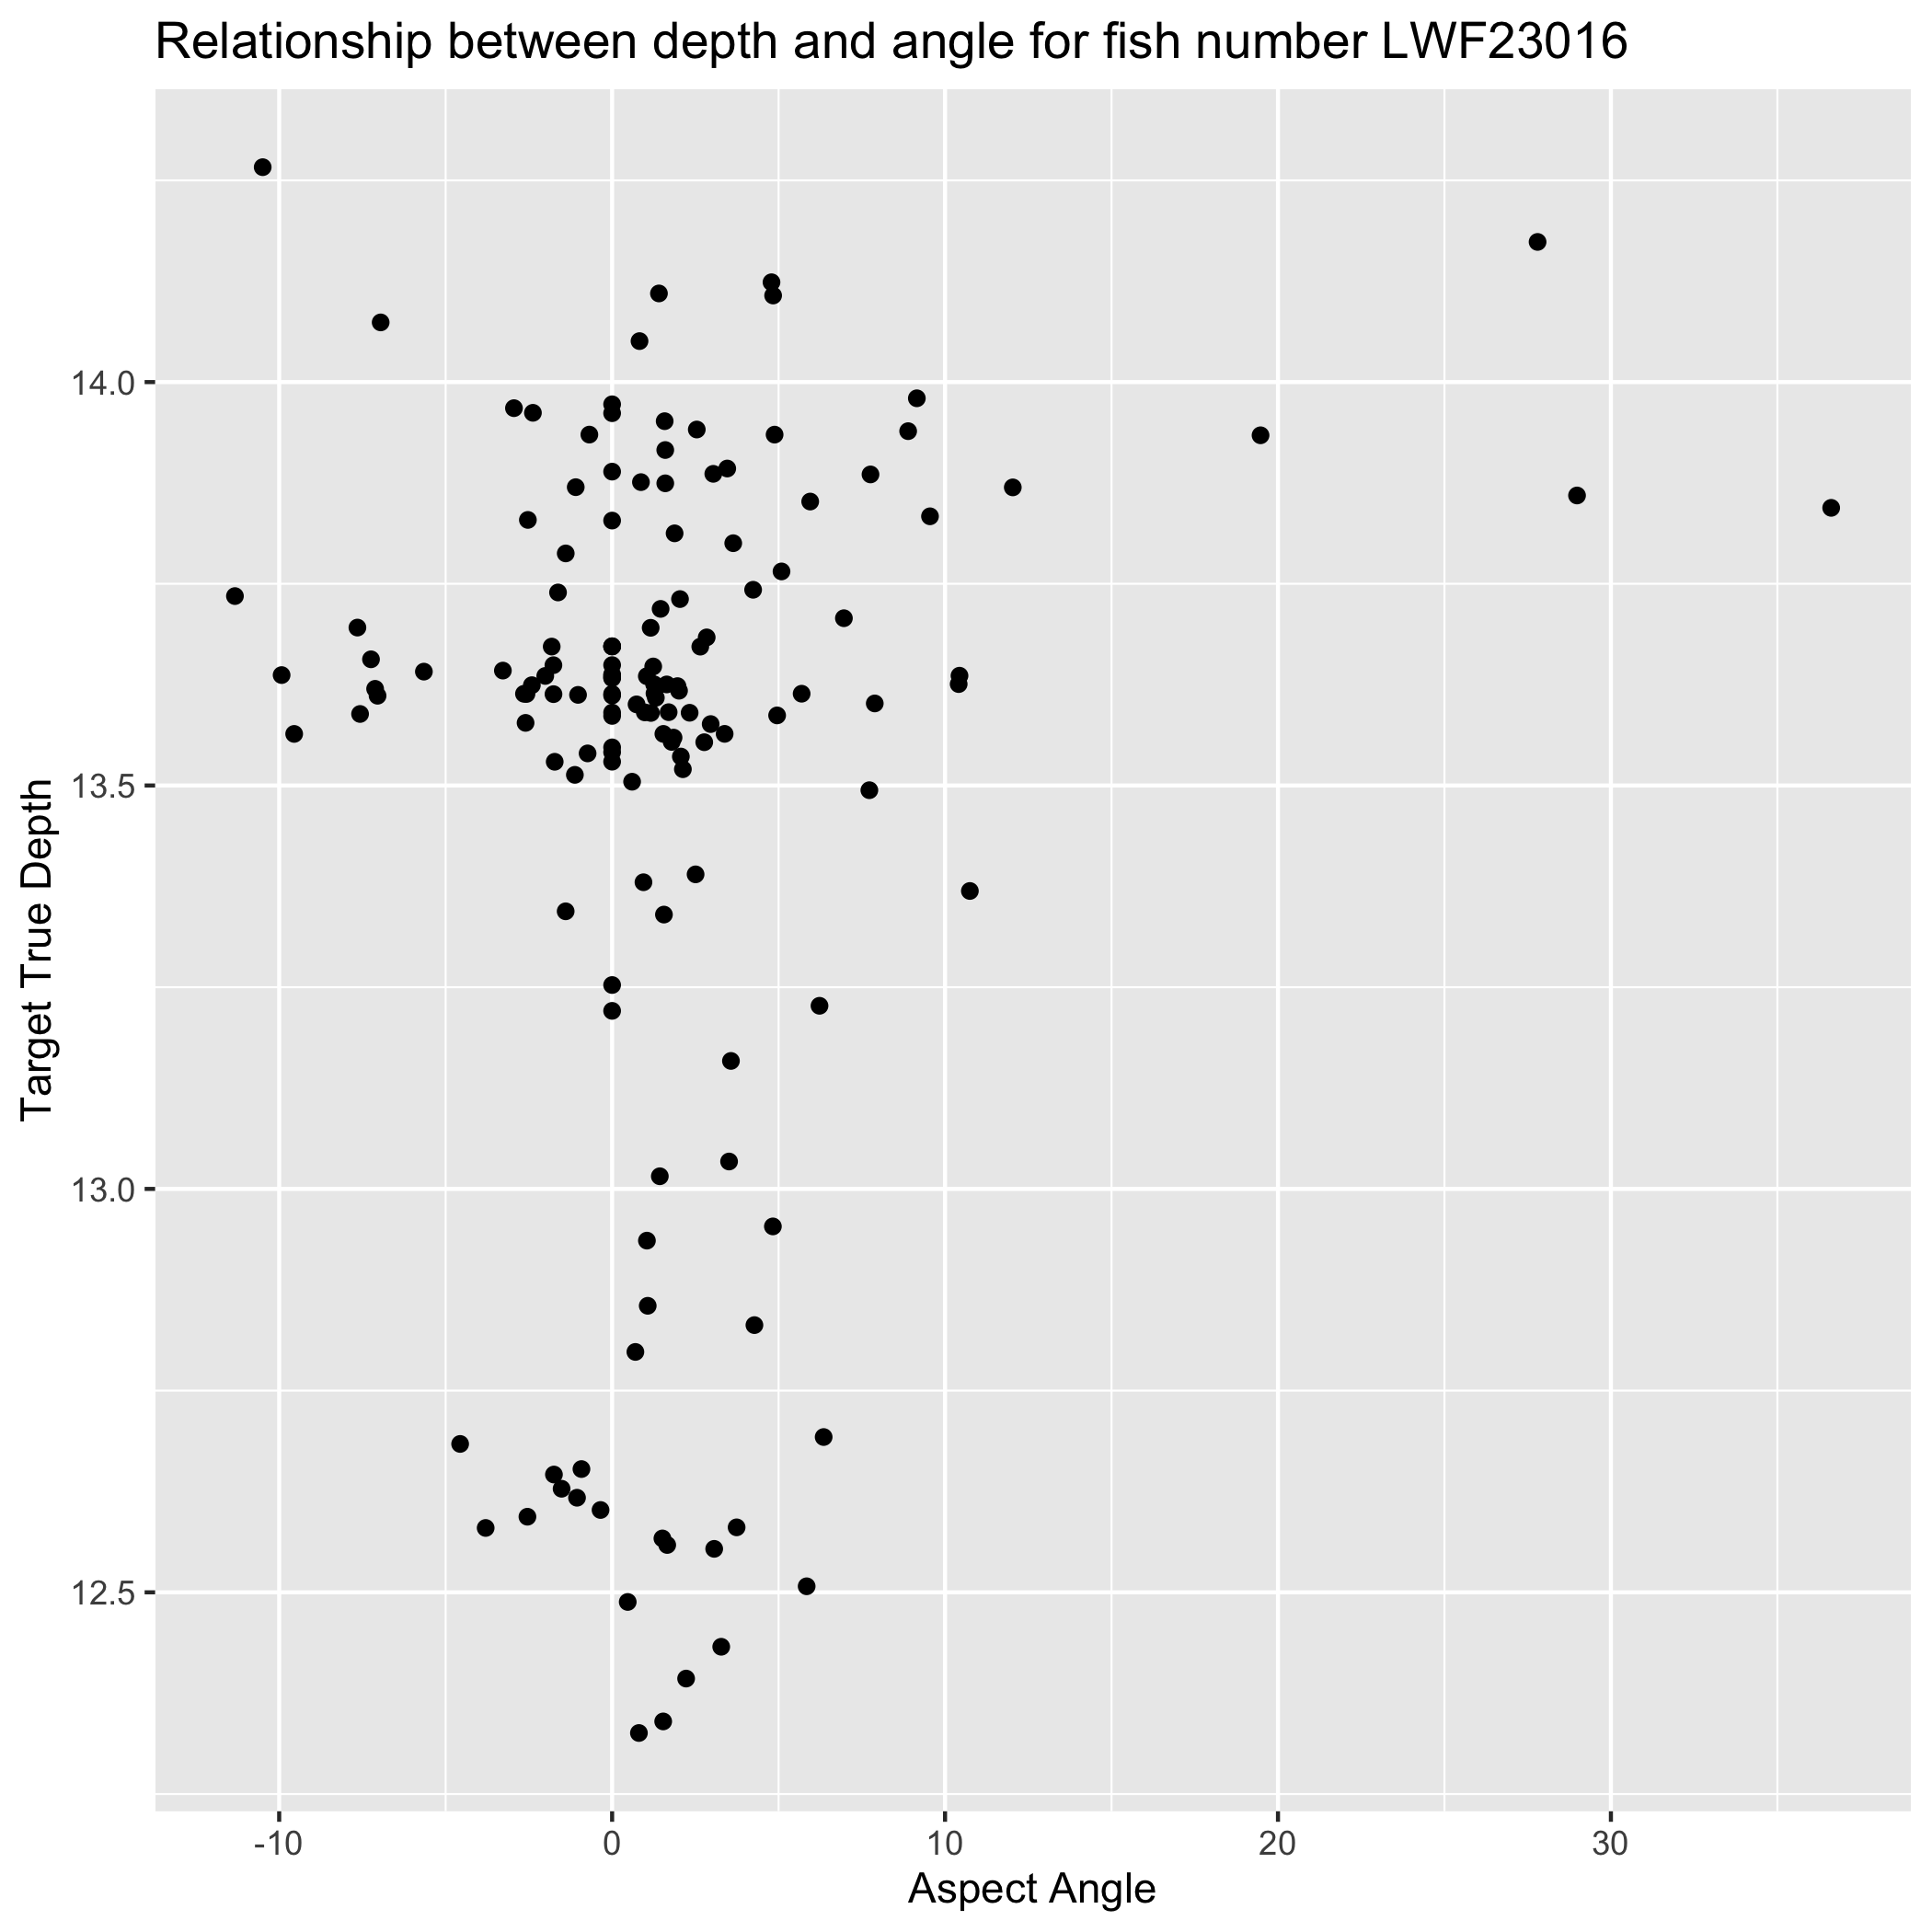 Relationship between depth and angle for fish number LWF23016
Target True Depth
14.0
13.5
13.0
12.5
-10 0 10 20 30
Aspect Angle